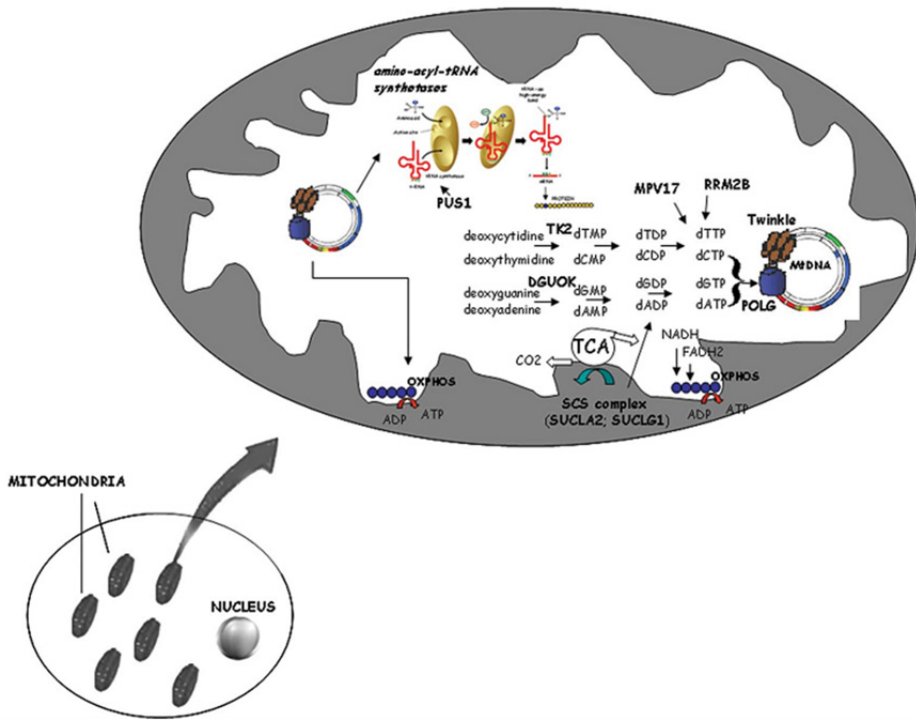 amino-acyl-tRNA
synthetases
PUS1
PROTEIN
MPV17
RRM2B
deoxycytidine
TK2
dTMP
dTDP
dTTP
deoxythymidine
dCMP
dCDP
dCTP
Twinkle
MtDNA
deoxyguanine
DGUOK
dGMP
dGDP
dGTP
deoxyadenine
dAMP
dADP
dATP
POLG
TCA
CO2
NADH
FADH2
OXPHOS
ADP
ATP
SCS complex
(SUCLA2; SUCLG1)
OXPHOS
ADP
ATP
MITOCHONDRIA
NUCLEUS